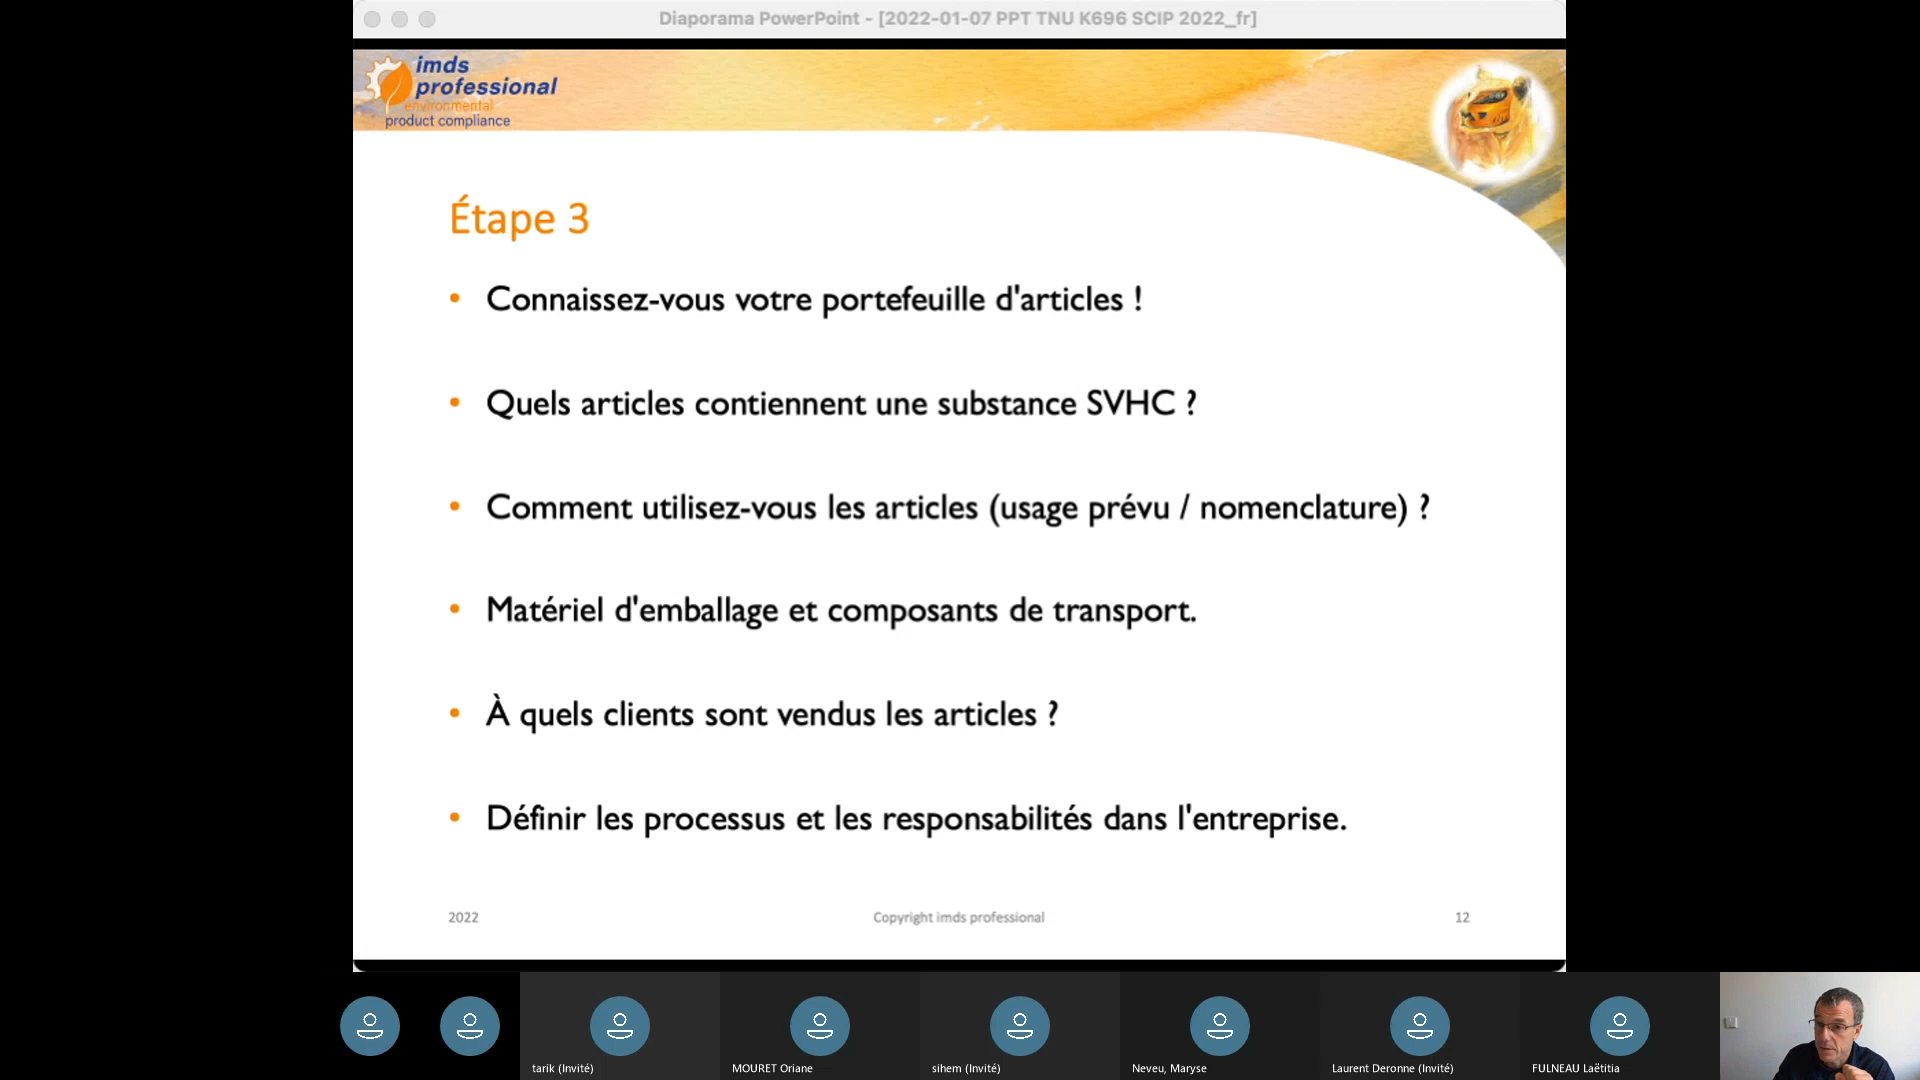 Diaporama PowerPoint - [2022-01-07 PPT TNU K696 SCIP 2022_fr]
imds
professional
environmental
product compliance
Étape 3
• Connaissez-vous votre portefeuille d'articles !
• Quels articles contiennent une substance SVHC ?
• Comment utilisez-vous les articles (usage prévu / nomenclature) ?
• Matériel d'emballage et composants de transport.
• À quels clients sont vendus les articles ?
• Définir les processus et les responsabilités dans l'entreprise.
2022 Copyright imds professional 12
tarik (Invité) MOURET Oriane sihem (Invité) Neveu, Maryse Laurent Deronne (Invité) FULNEAU Laëtitia